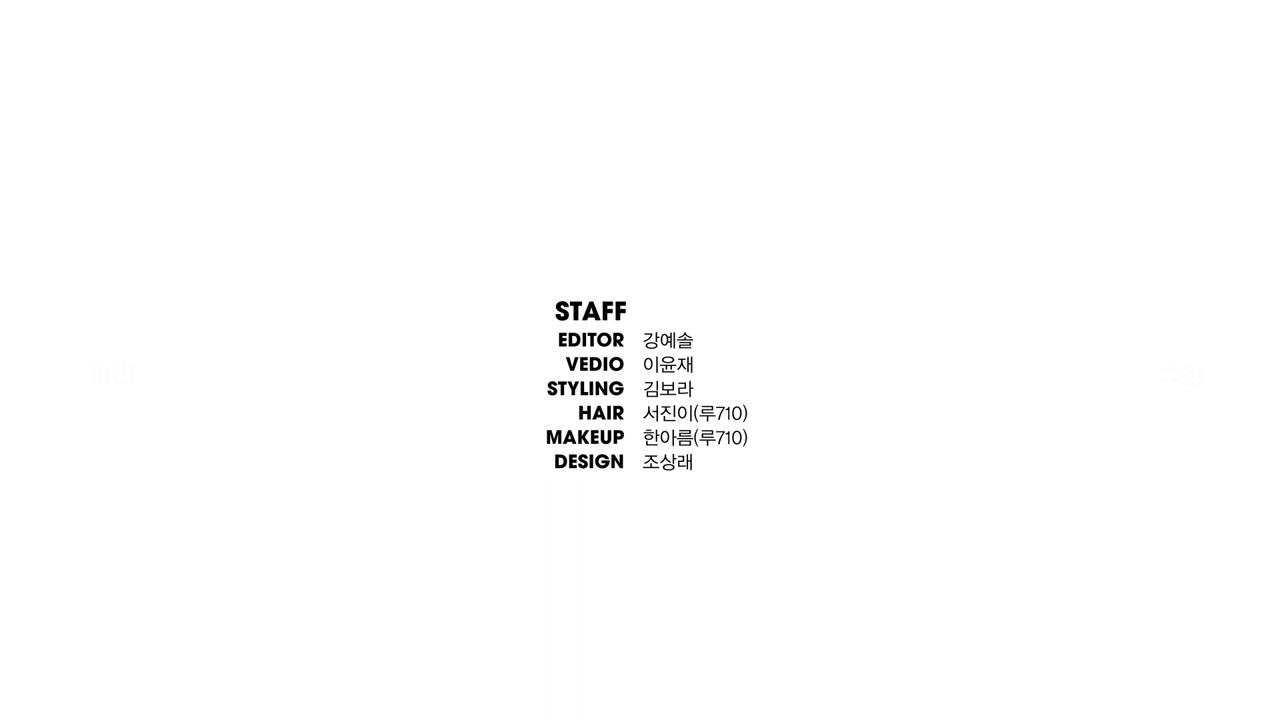 STAFF
EDITOR 강예솔
VEDIO 이윤재
STYLING 김보라
HAIR 서진이(루710)
MAKEUP 한아름(루710)
DESIGN 조상래